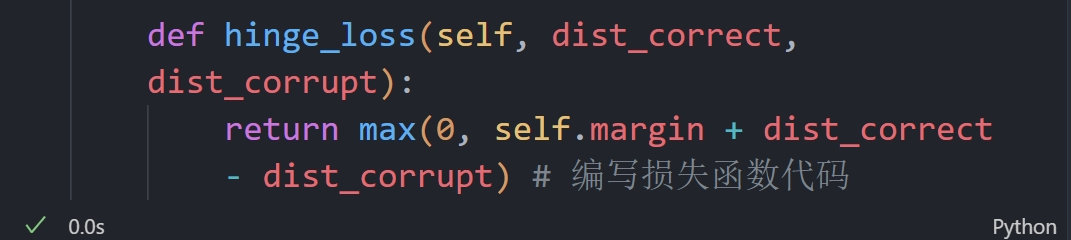 def hinge_loss(self, dist_correct,
dist_corrupt):
return max(0, self.margin + dist_correct
- dist_corrupt) # 编写损失函数代码
0.0s
Python